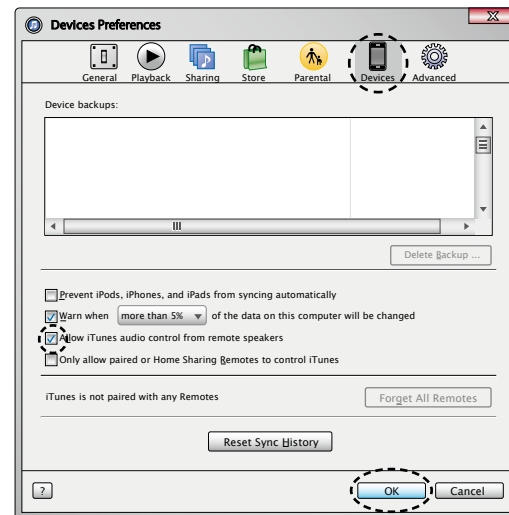 Devices Preferences
General Playback Sharing Store Parental Devices Advanced
Device backups:
Delete Backup ...
Prevent iPods, iPhones, and iPads from syncing automatically
Warn when more than 5% of the data on this computer will be changed
Allow iTunes audio control from remote speakers
Only allow paired or Home Sharing Remotes to control iTunes
iTunes is not paired with any Remotes Forget All Remotes
Reset Sync History
? OK Cancel